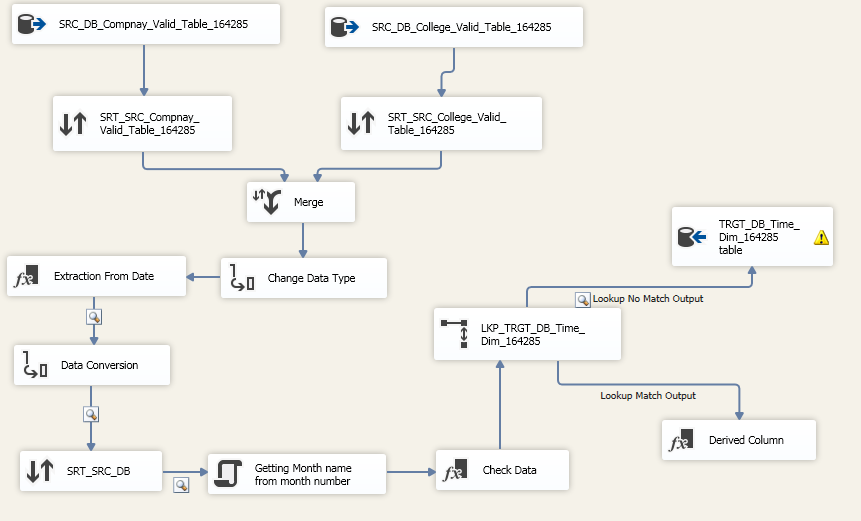 SRC_DB_Compnay_Valid_Table_164285
SRC_DB_College_Valid_Table_164285
SRT_SRC_Compnay_
Valid_Table_164285
SRT_SRC_College_Valid_
Table_164285
Merge
TRGT_DB_Time_
Dim_164285
table
Extraction From Date
Change Data Type
Lookup No Match Output
LKP_TRGT_DB_Time_
Dim_164285
Data Conversion
Lookup Match Output
Derived Column
SRT_SRC_DB
Getting Month name
from month number
Check Data